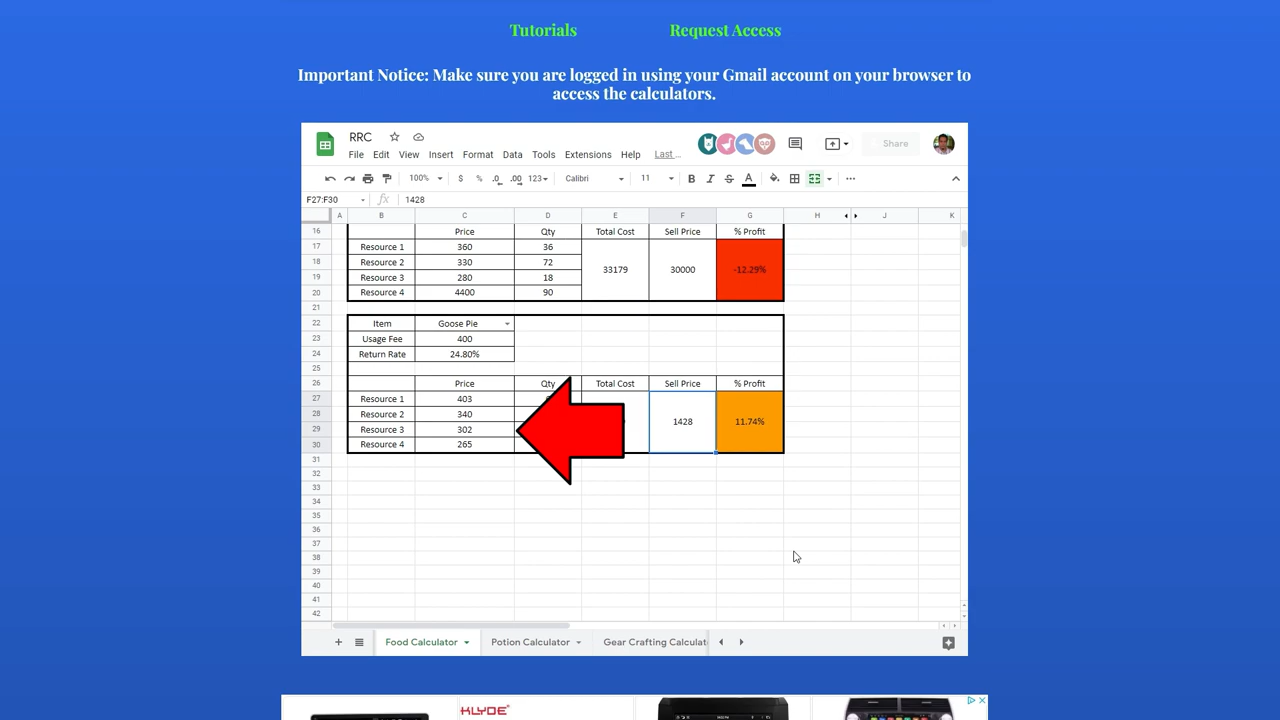 Tutorials Request Access
Important Notice: Make sure you are logged in using your Gmail account on your browser to
access the calculators.
RRC
File Edit View Insert Format Data Tools Extensions Help Last ...
Share
100% $ % .0 .00 123 Calibri 11 B I S A
F27:F30 fx 1428
A B C D E F G H J K
16 Price Qty Total Cost Sell Price % Profit
17 Resource 1 360 36
18 Resource 2 330 72 33179 30000 -12.29%
19 Resource 3 280 18
20 Resource 4 4400 90
21
22 Item Goose Pie
23 Usage Fee 400
24 Return Rate 24.80%
25
26 Price Qty Total Cost Sell Price % Profit
27 Resource 1 403
28 Resource 2 340 1428 11.74%
29 Resource 3 302
30 Resource 4 265
31
32
33
34
35
36
37
38
39
40
41
42
Food Calculator Potion Calculator Gear Crafting Calculat
KLYDE